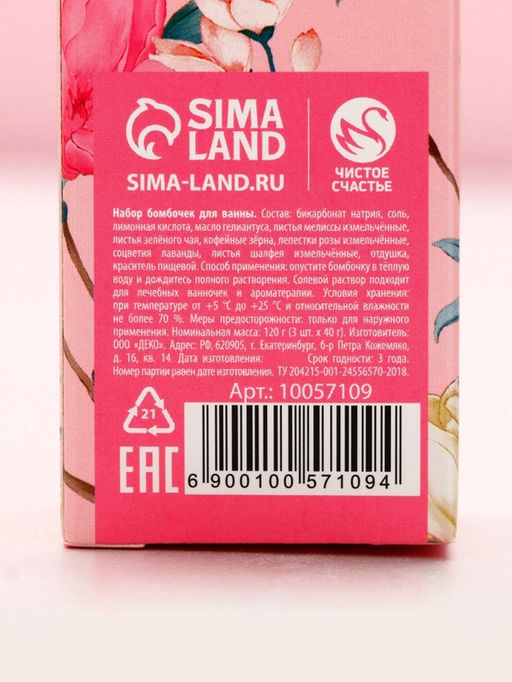 SIMA
LAND
SIMA-LAND.RU
ЧИСТОЕ
СЧАСТЬЕ
Набор бомбочек для ванны. Состав: бикарбонат натрия, соль,
лимонная кислота, масло гелиантуса, листья мелиссы измельчённые,
листья зелёного чая, кофейные зёрна, лепестки розы измельчённые,
соцветия лаванды, листья шалфея измельчённые, отдушка,
краситель пищевой. Способ применения: опустите бомбочку в тёплую
воду и дождитесь полного растворения. Солевой раствор подходит
для лечебных ванночек и ароматерапии. Условия хранения:
при температуре от +5 °С до +25 °С и относительной влажности
не более 70 %. Меры предосторожности: только для наружного
применения. Номинальная масса: 120 г (3 шт. х 40 г). Изготовитель:
ООО «ДЕКО». Адрес: РФ, 620905, г. Екатеринбург, б-р Петра Кожемяко,
д. 16, кв. 14. Дата изготовления: Срок годности: 3 года.
Номер партии равен дате изготовления. ТУ 204215-001-24556570-2018.
Арт.: 10057109
21
EAC
6 900100 571094